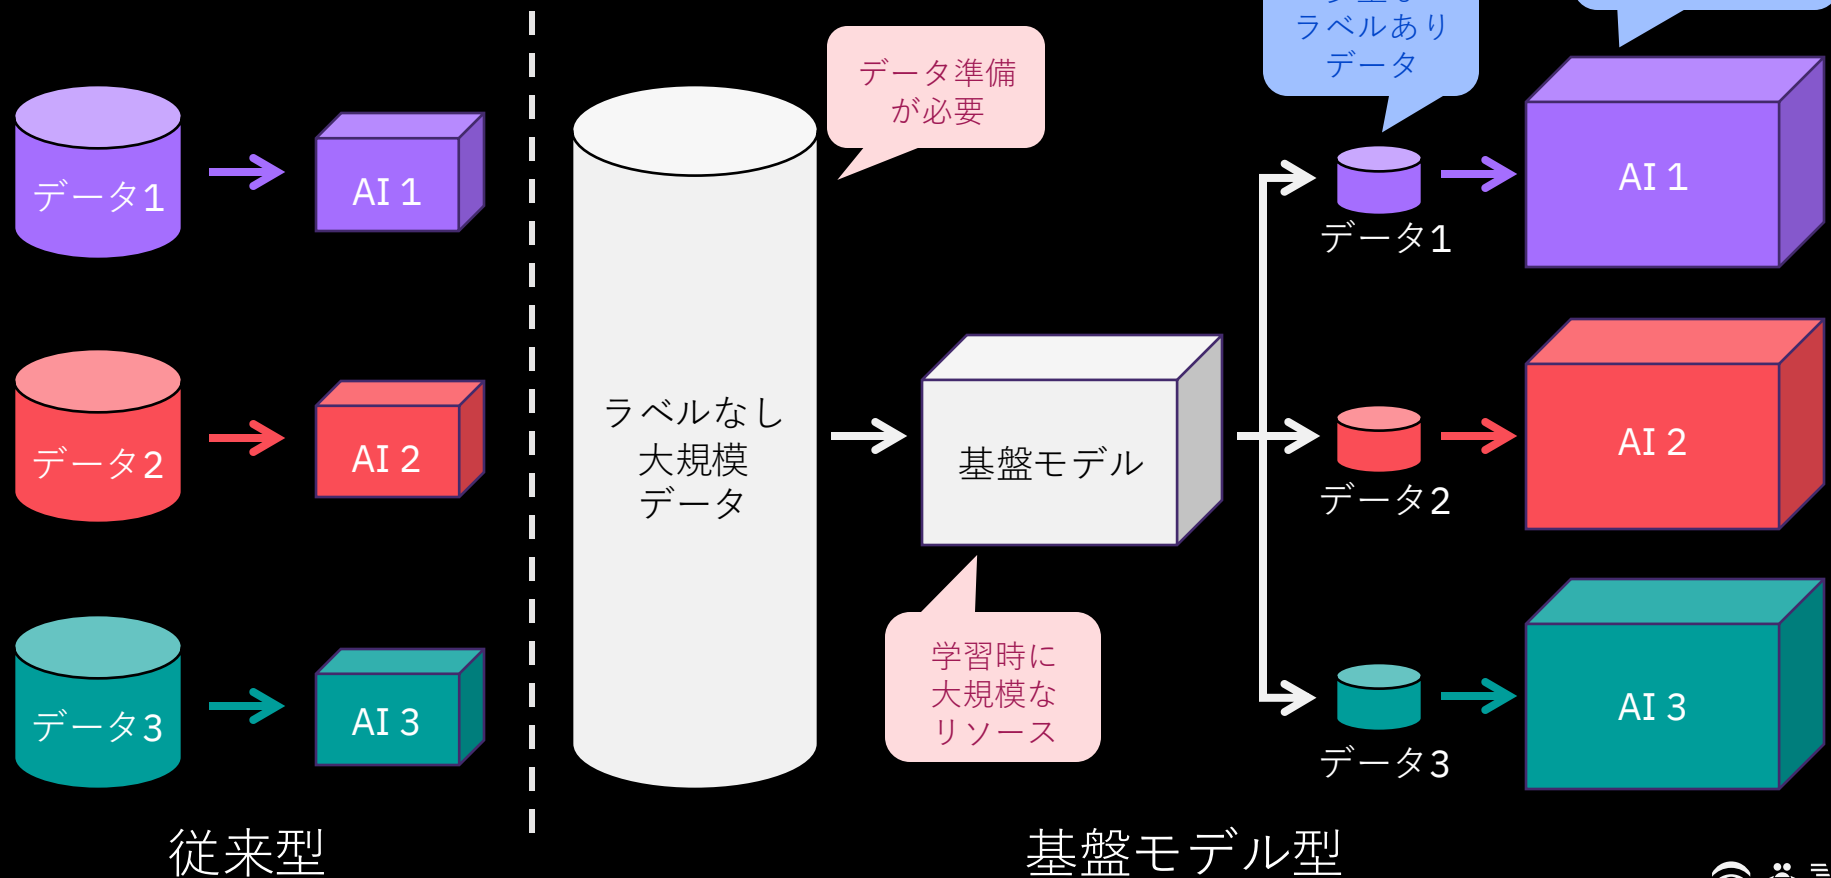 データ1
AI 1
データ2
AI 2
データ3
AI 3
従来型
データ準備
が必要
ラベルなし
大規模
データ
基盤モデル
学習時に
大規模な
リソース
ラベルあり
データ
データ1
AI 1
データ2
AI 2
データ3
AI 3
基盤モデル型